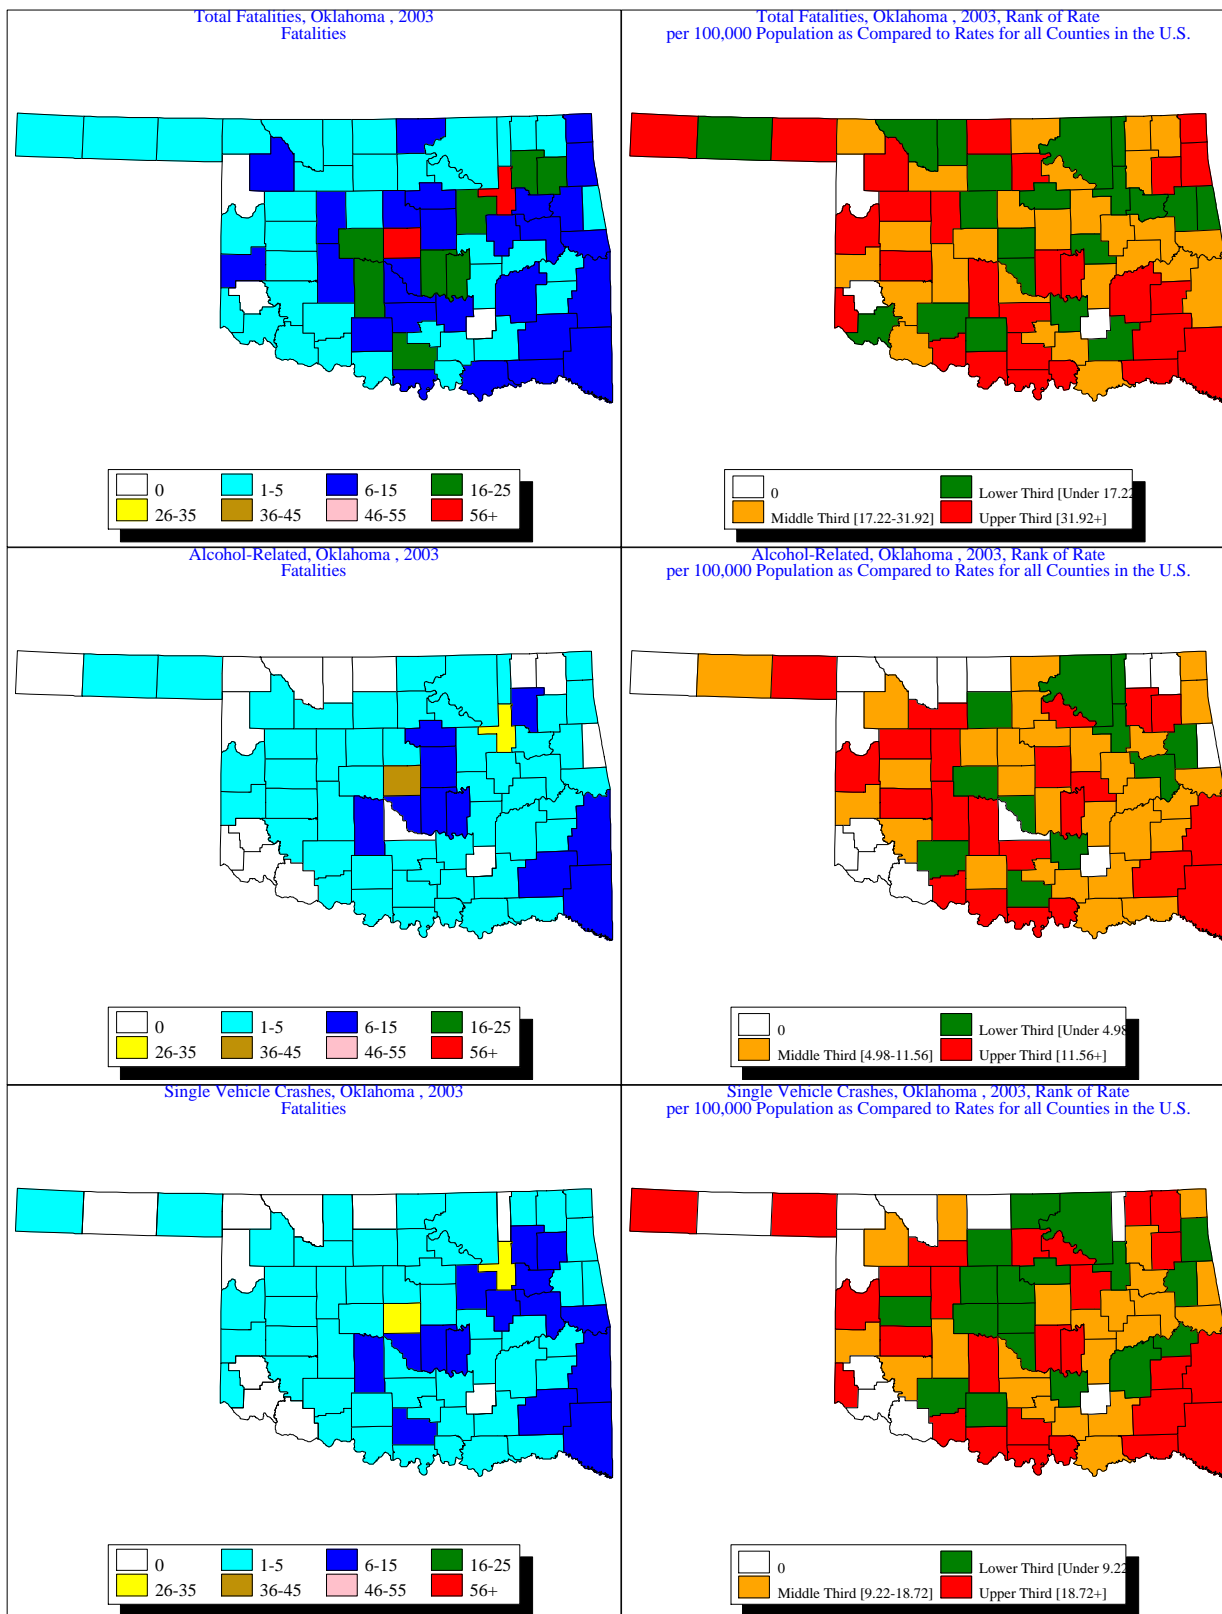 Total Fatalities, Oklahoma , 2003
Fatalities
Total Fatalities, Oklahoma , 2003, Rank of Rate
per 100,000 Population as Compared to Rates for all Counties in the U.S.
0 1-5 6-15 16-25
26-35 36-45 46-55 56+
0 Lower Third [Under 17.22
Middle Third [17.22-31.92] Upper Third [31.92+]
Alcohol-Related, Oklahoma , 2003
Fatalities
Alcohol-Related, Oklahoma , 2003, Rank of Rate
per 100,000 Population as Compared to Rates for all Counties in the U.S.
0 1-5 6-15 16-25
26-35 36-45 46-55 56+
0 Lower Third [Under 4.98
Middle Third [4.98-11.56] Upper Third [11.56+]
Single Vehicle Crashes, Oklahoma , 2003
Fatalities
Single Vehicle Crashes, Oklahoma , 2003, Rank of Rate
per 100,000 Population as Compared to Rates for all Counties in the U.S.
0 1-5 6-15 16-25
26-35 36-45 46-55 56+
0 Lower Third [Under 9.22
Middle Third [9.22-18.72] Upper Third [18.72+]